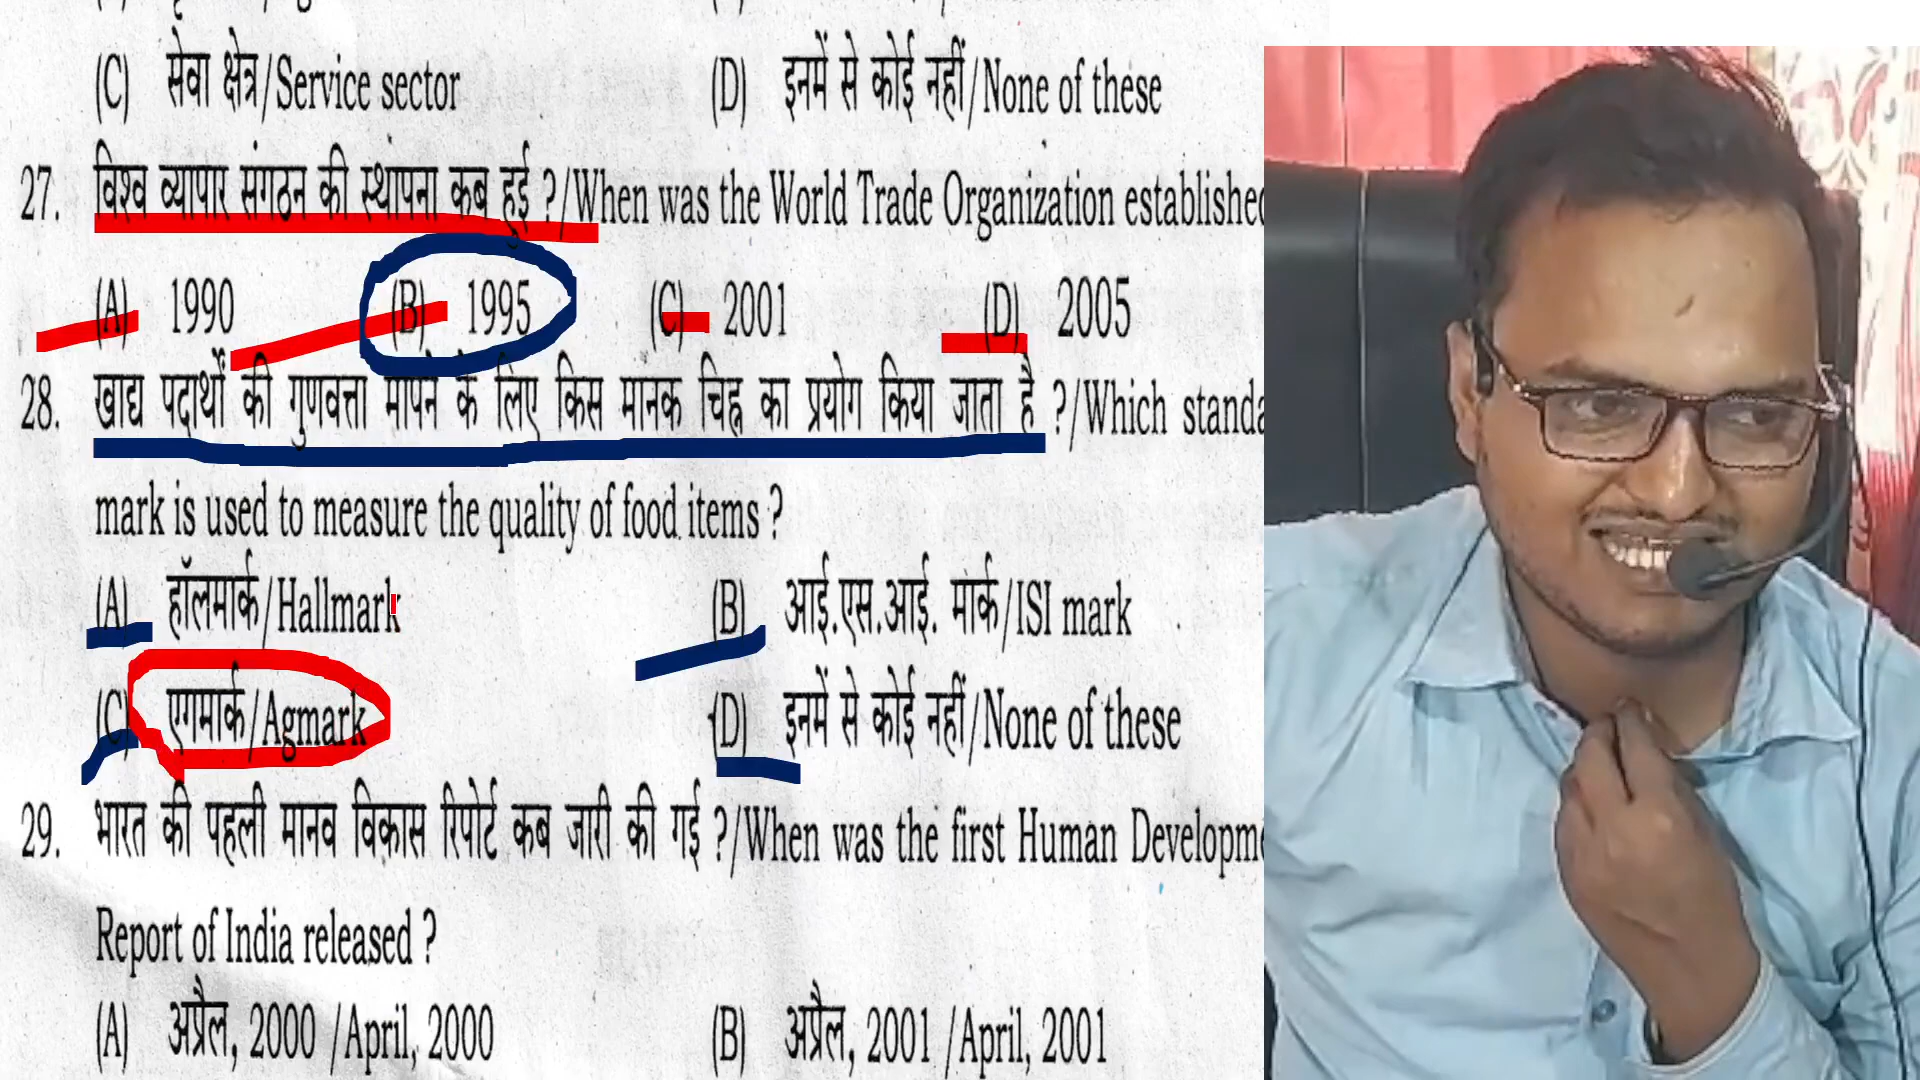 (C) सेवा क्षेत्र/Service sector (D) इनमें से कोई नहीं/None of these
27. विश्व व्यापार संगठन की स्थापना कब हुई ?/When was the World Trade Organization established
(A) 1990 (B) 1995 (C) 2001 (D) 2005
28. खाद्य पदार्थों की गुणवत्ता मापने के लिए किस मानक चिह्न का प्रयोग किया जाता है ?/Which standa
mark is used to measure the quality of food items ?
(A) हॉलमार्क/Hallmark (B) आई.एस.आई. मार्क/ISI mark
(C) एगमार्क/Agmark (D) इनमें से कोई नहीं/None of these
29. भारत की पहली मानव विकास रिपोर्ट कब जारी की गई ?/When was the first Human Developme
Report of India released ?
(A) अप्रैल, 2000 /April, 2000 (B) अप्रैल, 2001 /April, 2001